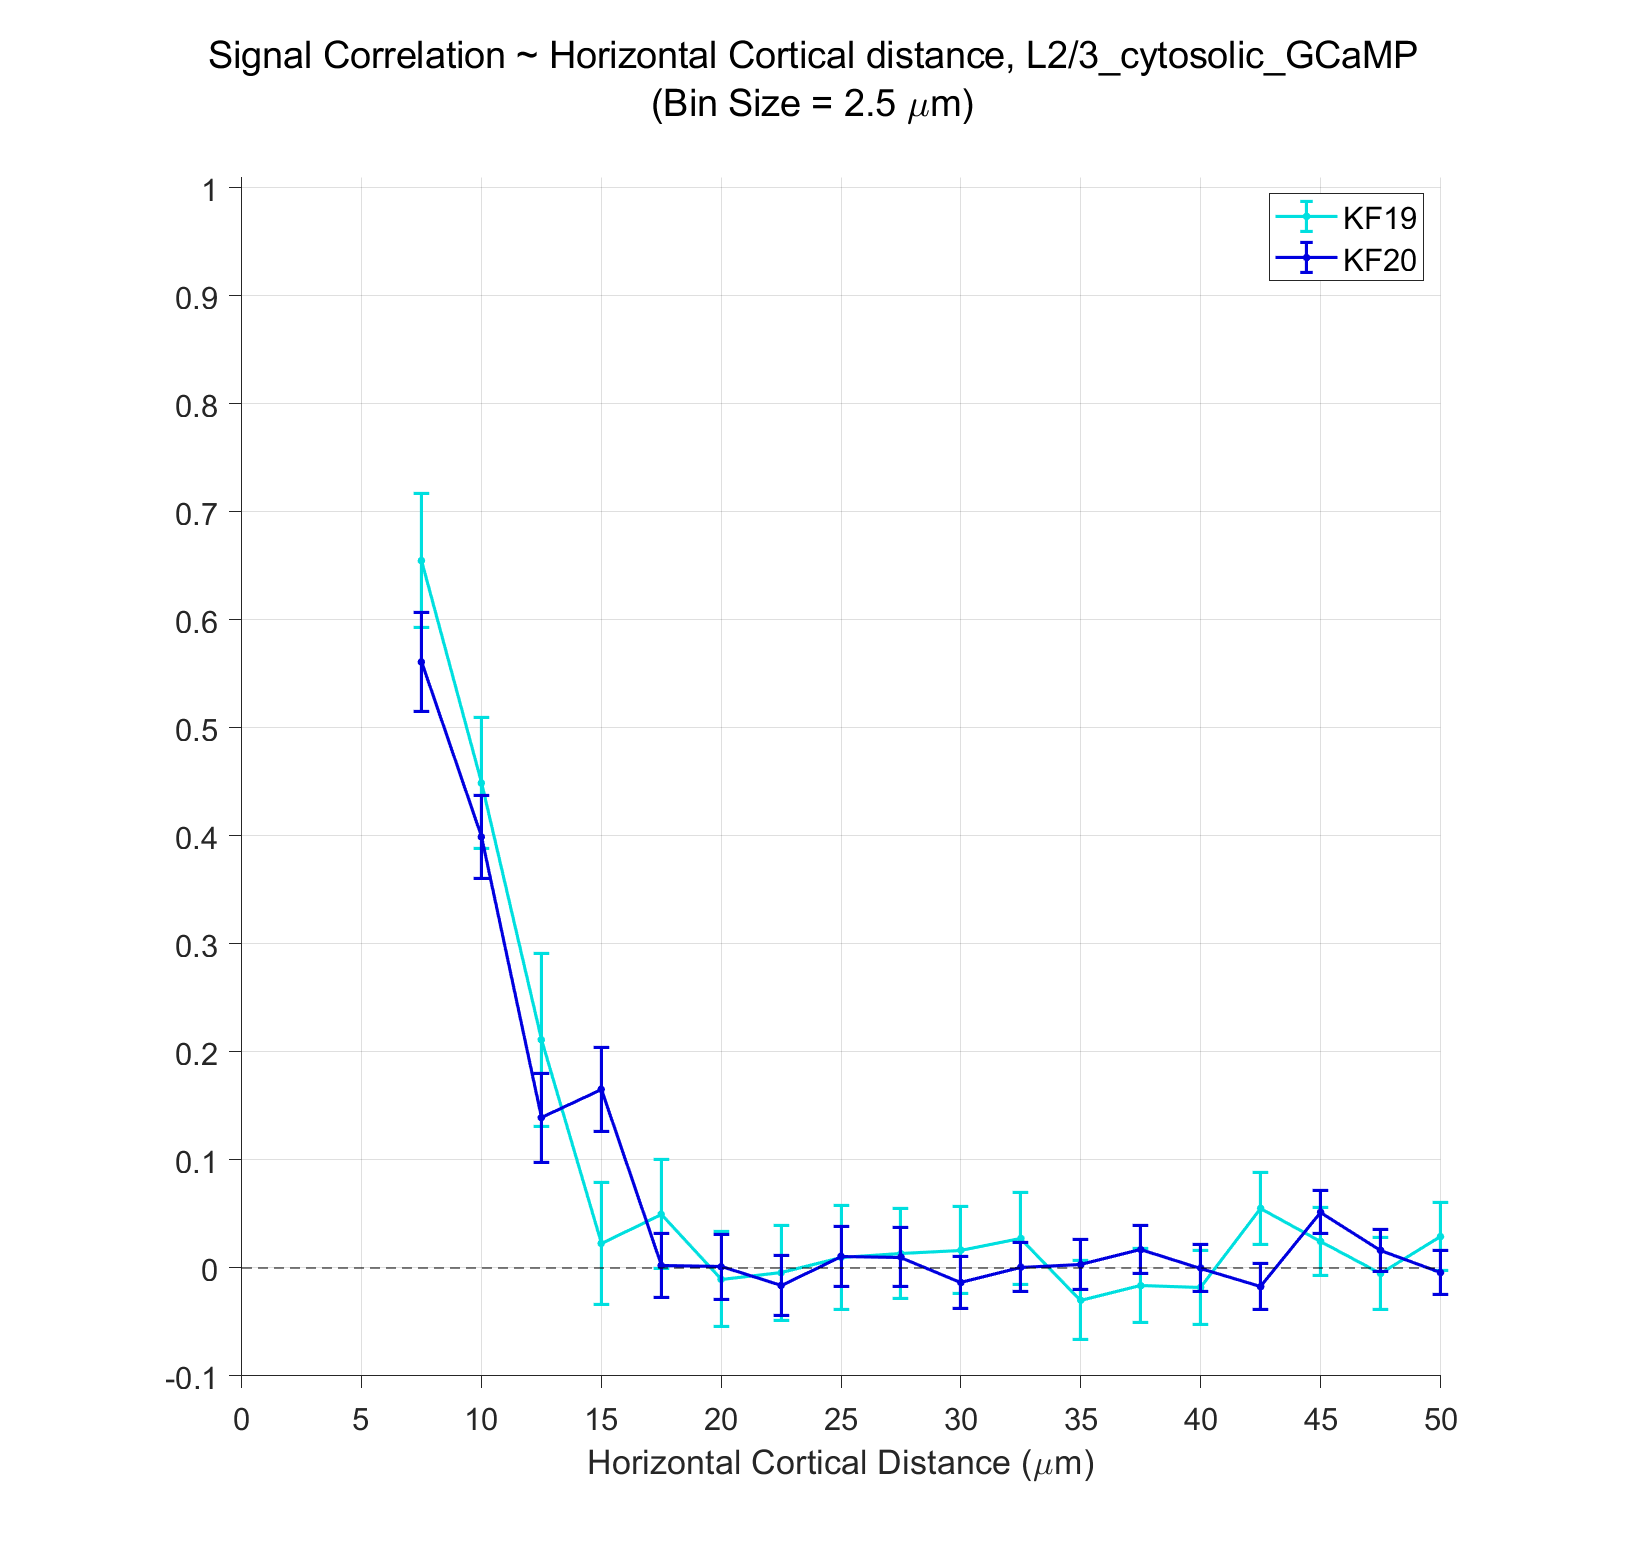 Signal Correlation ~ Horizontal Cortical distance, L2/3_cytosolic_GCaMP
(Bin Size = 2.5 μm)
KF19
KF20
1
0.9
0.8
0.7
0.6
0.5
0.4
0.3
0.2
0.1
0
-0.1
0 5 10 15 20 25 30 35 40 45 50
Horizontal Cortical Distance (μm)